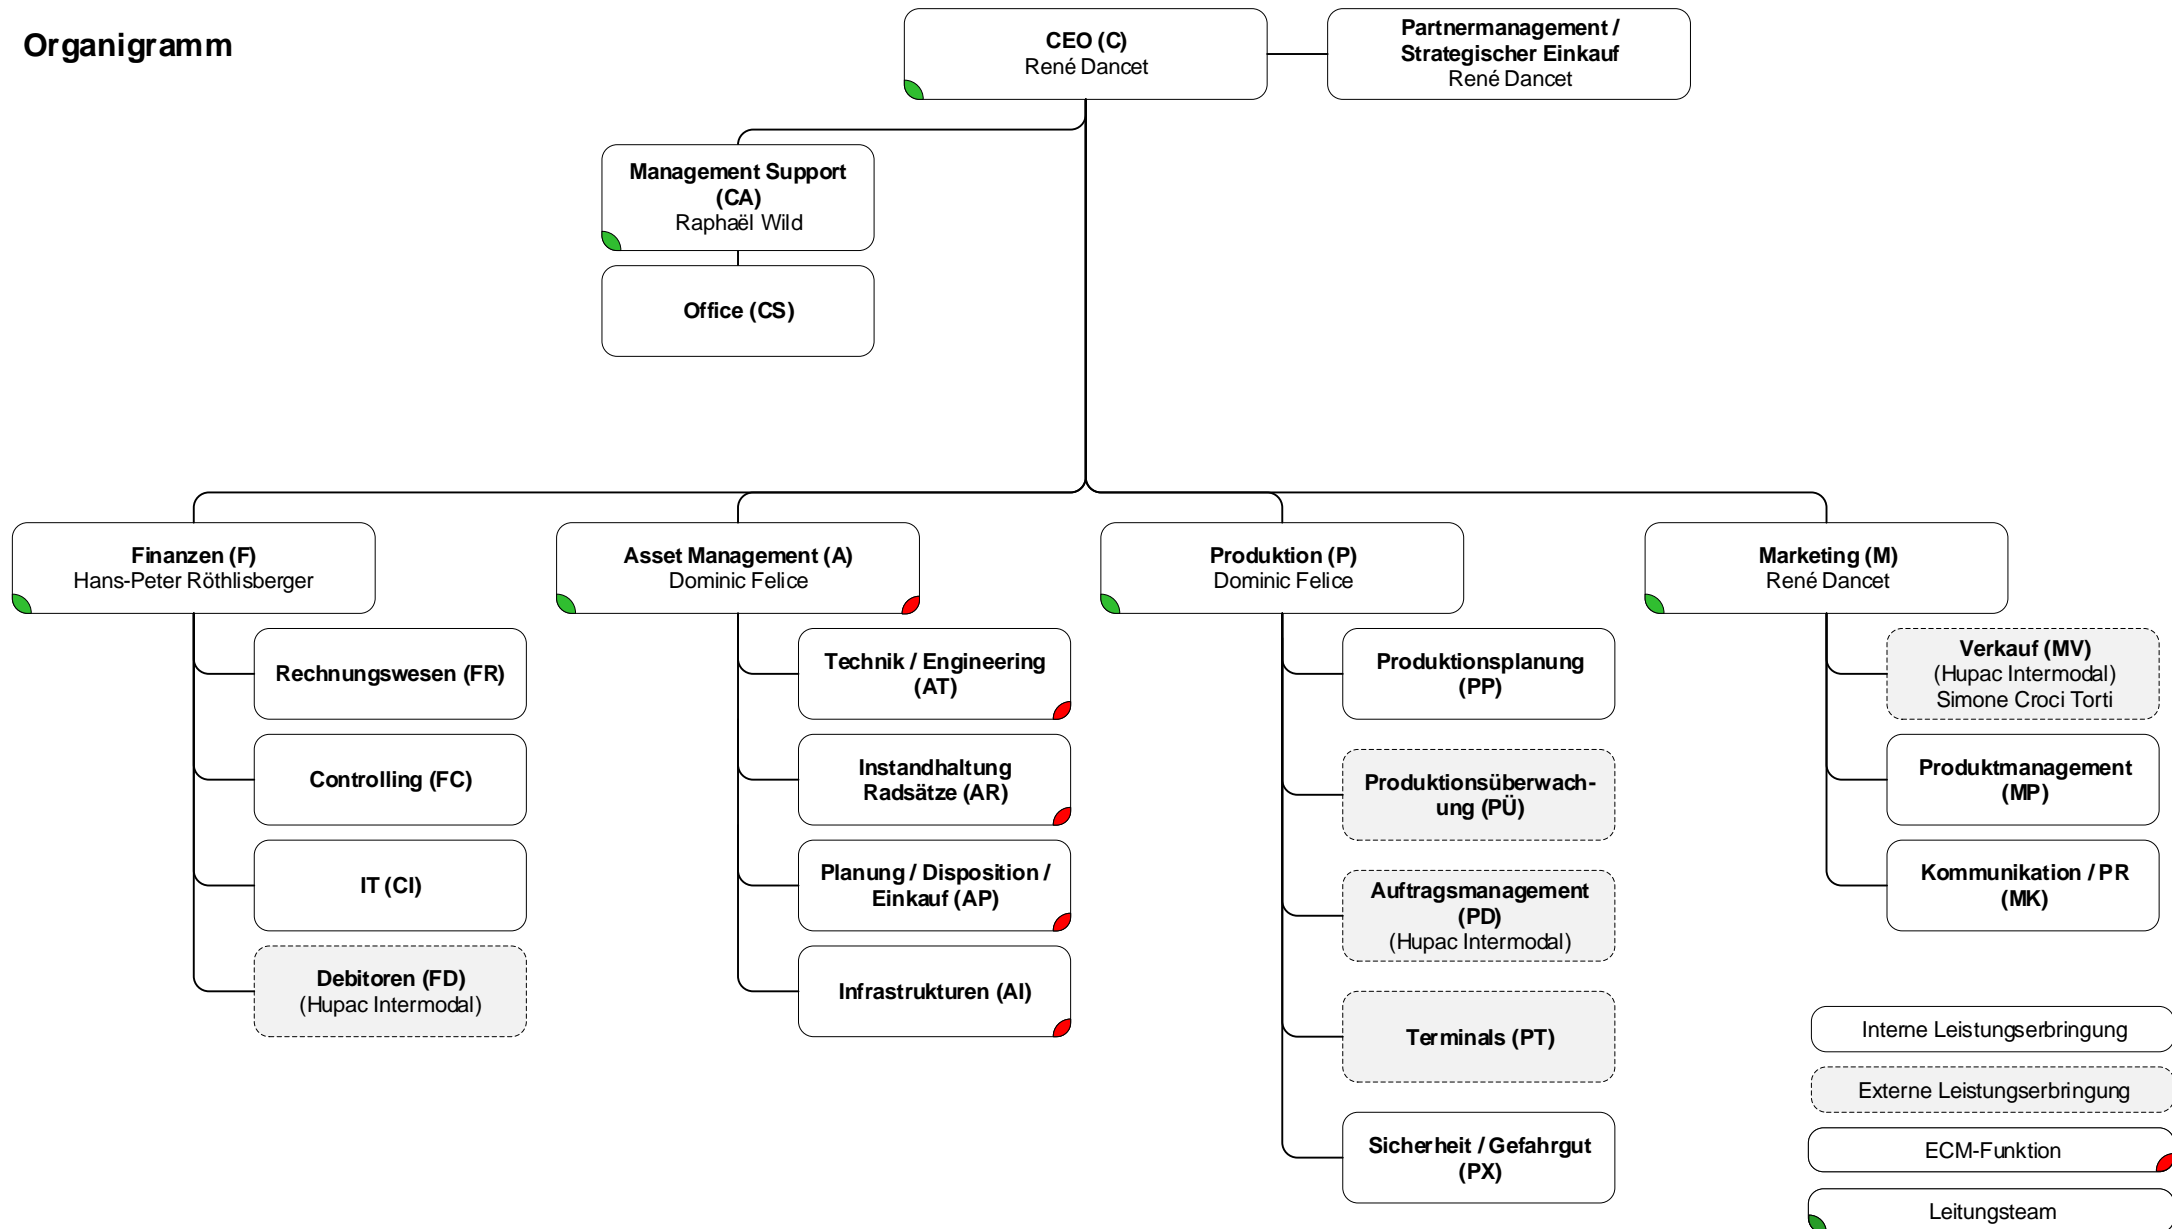 Organigramm
CEO (C)
René Dancet
Partnermanagement /
Strategischer Einkauf
René Dancet
Management Support
(CA)
Raphaël Wild
Office (CS)
Finanzen (F)
Hans-Peter Röthlisberger
Rechnungswesen (FR)
Controlling (FC)
IT (CI)
Debitoren (FD)
(Hupac Intermodal)
Asset Management (A)
Dominic Felice
Technik / Engineering
(AT)
Instandhaltung
Radsätze (AR)
Planung / Disposition /
Einkauf (AP)
Infrastrukturen (AI)
Produktion (P)
Dominic Felice
Produktionsplanung
(PP)
Produktionsüberwach-
ung (PÜ)
Auftragsmanagement
(PD)
(Hupac Intermodal)
Terminals (PT)
Sicherheit / Gefahrgut
(PX)
Marketing (M)
René Dancet
Verkauf (MV)
(Hupac Intermodal)
Simone Croci Torti
Produktmanagement
(MP)
Kommunikation / PR
(MK)
Interne Leistungserbringung
Externe Leistungserbringung
ECM-Funktion
Leitungsteam